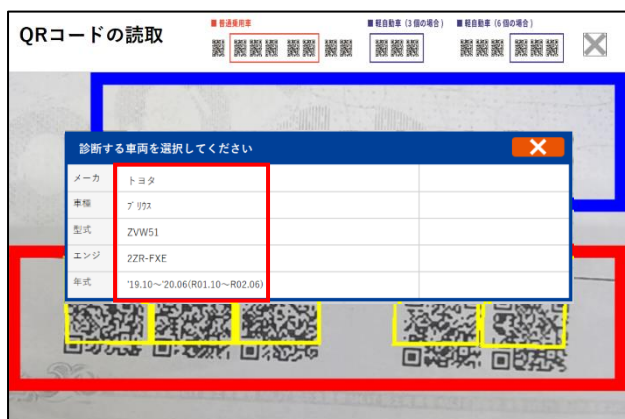 QRコードの読取
■ 普通乗用車
■ 軽自動車（3個の場合）
■ 軽自動車（6個の場合）
診断する車両を選択してください
メーカ トヨタ
車種 プリウス
型式 ZVW51
エンジ 2ZR-FXE
年式 '19.10～'20.06(R01.10～R02.06)